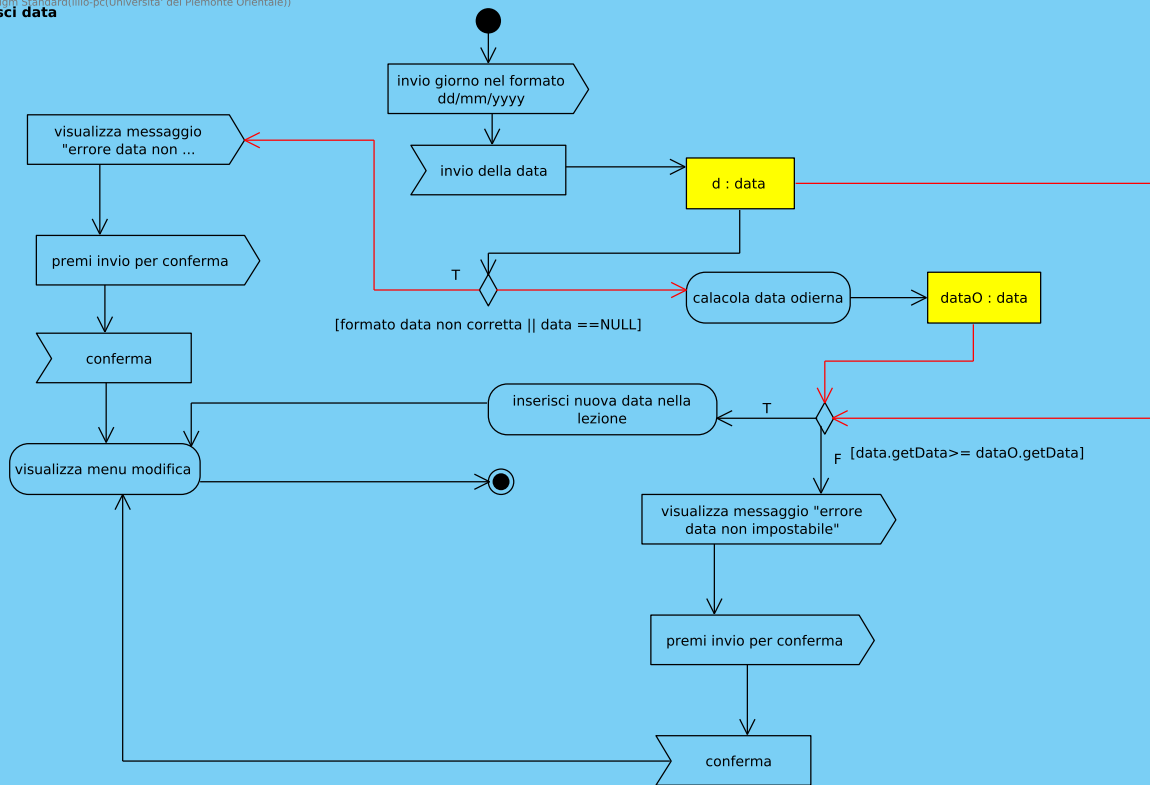 sci data
invio giorno nel formato
dd/mm/yyyy
visualizza messaggio
"errore data non ...
invio della data
d : data
premi invio per conferma
T
calacola data odierna
dataO : data
[formato data non corretta || data ==NULL]
conferma
inserisci nuova data nella
lezione
T
F
[data.getData>= dataO.getData]
visualizza menu modifica
visualizza messaggio "errore
data non impostabile"
premi invio per conferma
conferma